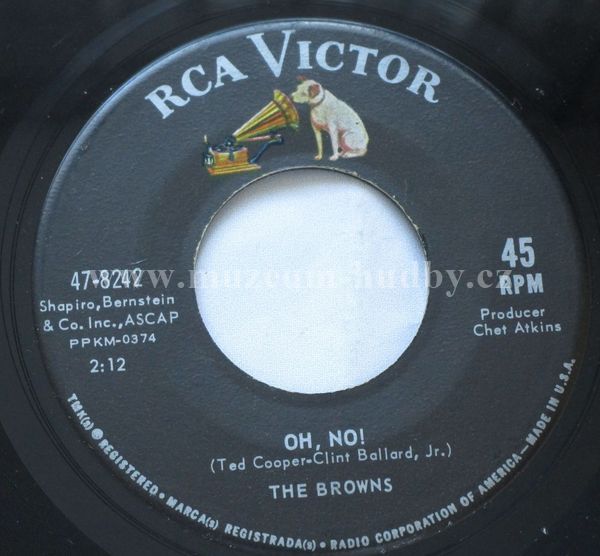 RCA VICTOR
47-8242
Shapiro, Bernstein
& Co. Inc., ASCAP
PPKM-0374
2:12
45
RPM
Producer
Chet Atkins
www.muzeum-hudby.cz
OH, NO!
(Ted Cooper-Clint Ballard, Jr.)
THE BROWNS
TMK(s) ® REGISTERED • MARCA(s) REGISTRADA(s) • RADIO CORPORATION OF AMERICA—MADE IN U.S.A.